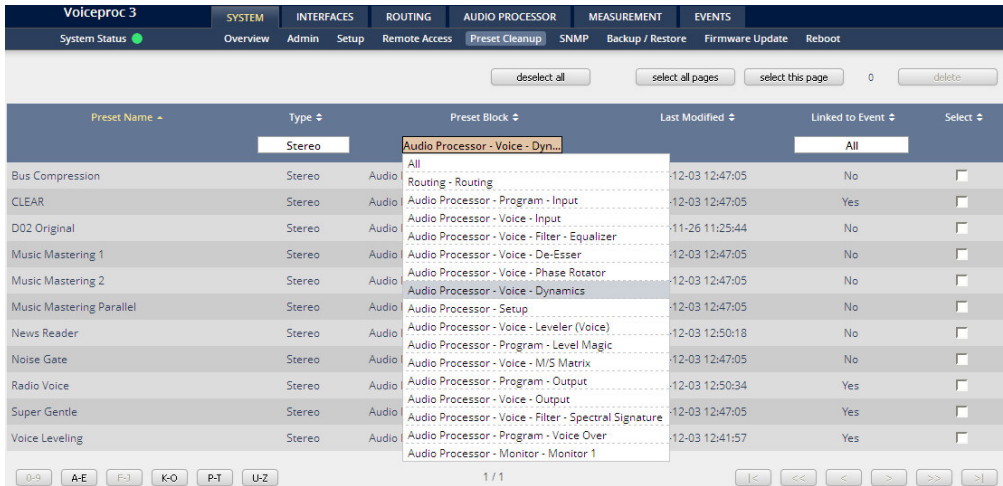 Voiceproc 3
SYSTEM INTERFACES ROUTING AUDIO PROCESSOR MEASUREMENT EVENTS
System Status Overview Admin Setup Remote Access Preset Cleanup SNMP Backup / Restore Firmware Update Reboot
deselect all select all pages select this page 0 delete
Preset Name Type Preset Block Last Modified Linked to Event Select
Stereo Audio Processor - Voice - Dyn... All
All
Routing - Routing
Audio Processor - Program - Input
Audio Processor - Voice - Input
Audio Processor - Voice - Filter - Equalizer
Audio Processor - Voice - De-Esser
Audio Processor - Voice - Phase Rotator
Audio Processor - Voice - Dynamics
Audio Processor - Setup
Audio Processor - Voice - Leveler (Voice)
Audio Processor - Program - Level Magic
Audio Processor - Voice - M/S Matrix
Audio Processor - Program - Output
Audio Processor - Voice - Output
Audio Processor - Voice - Filter - Spectral Signature
Audio Processor - Program - Voice Over
Audio Processor - Monitor - Monitor 1
Bus Compression Stereo Audio -12-03 12:47:05 No
CLEAR Stereo Audio -12-03 12:47:05 Yes
D02 Original Stereo Audio -11-26 11:25:44 No
Music Mastering 1 Stereo Audio -12-03 12:47:05 No
Music Mastering 2 Stereo Audio -12-03 12:47:05 No
Music Mastering Parallel Stereo Audio -12-03 12:47:05 No
News Reader Stereo Audio -12-03 12:50:18 No
Noise Gate Stereo Audio -12-03 12:47:05 No
Radio Voice Stereo Audio -12-03 12:50:34 Yes
Super Gentle Stereo Audio -12-03 12:47:05 Yes
Voice Leveling Stereo Audio -12-03 12:41:57 Yes
0-9 A-E F-J K-O P-T U-Z 1 / 1 |< << < > >> >|